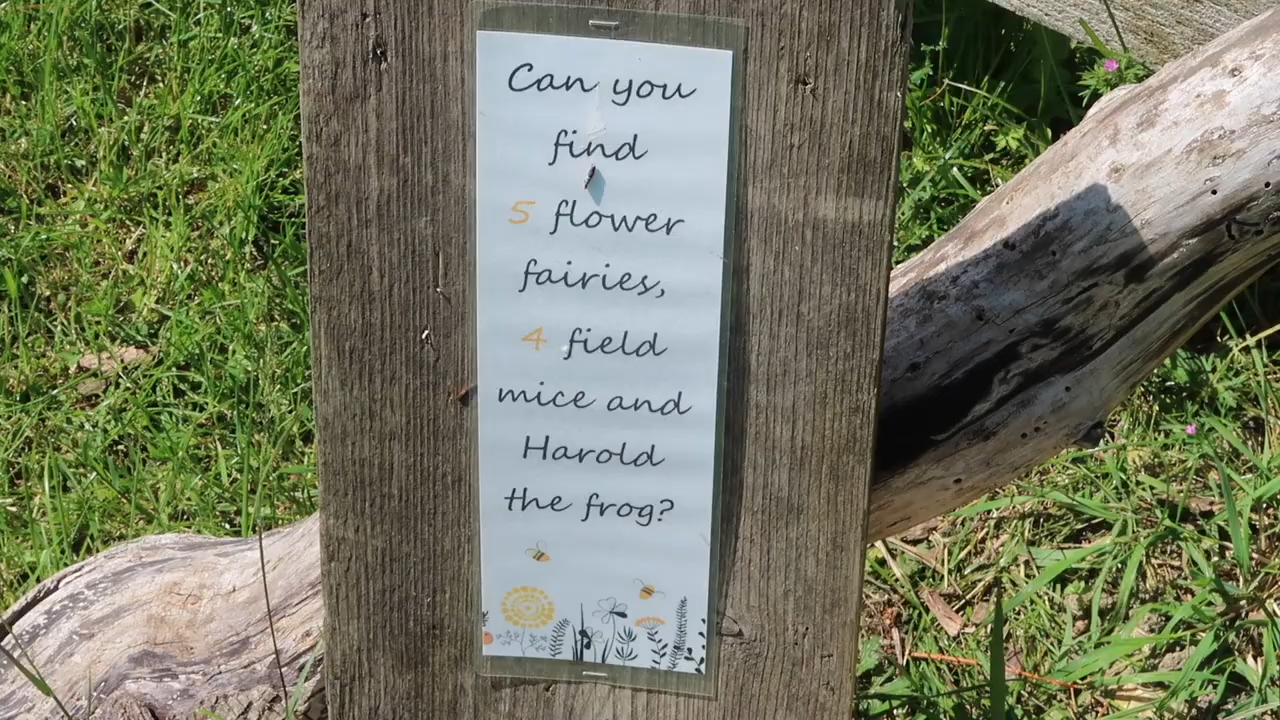 Can you
find
5 flower
fairies,
4 field
mice and
Harold
the frog?